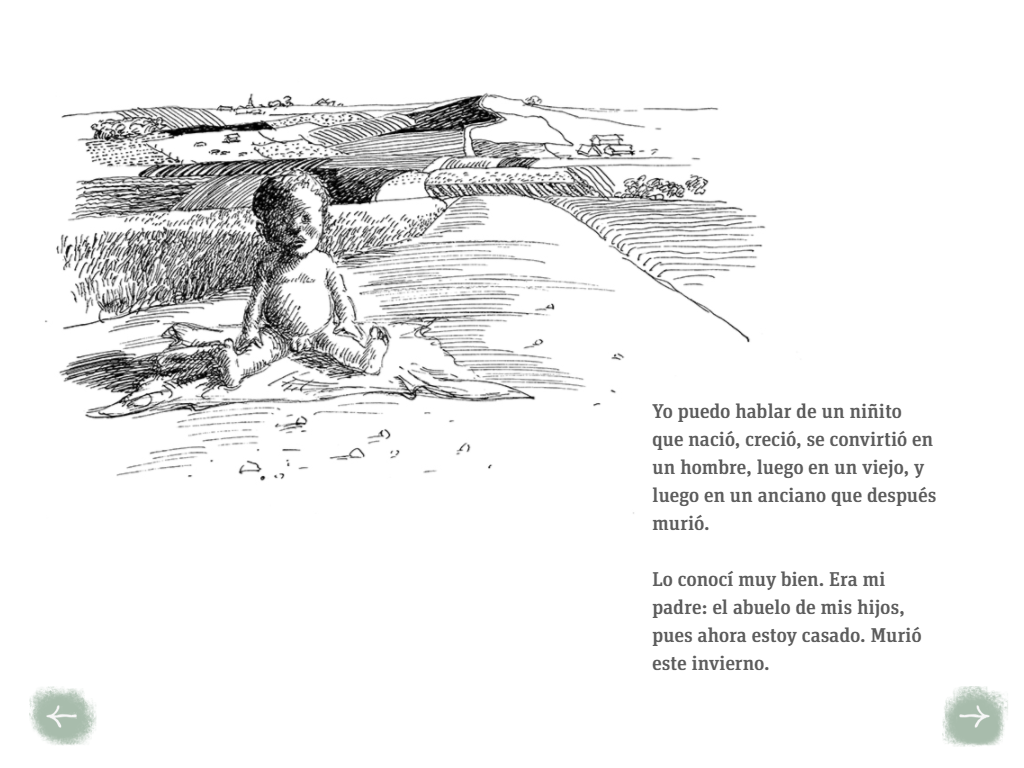 Yo puedo hablar de un niñito
que nació, creció, se convirtió en
un hombre, luego en un viejo, y
luego en un anciano que después
murió.
Lo conocí muy bien. Era mi
padre: el abuelo de mis hijos,
pues ahora estoy casado. Murió
este invierno.